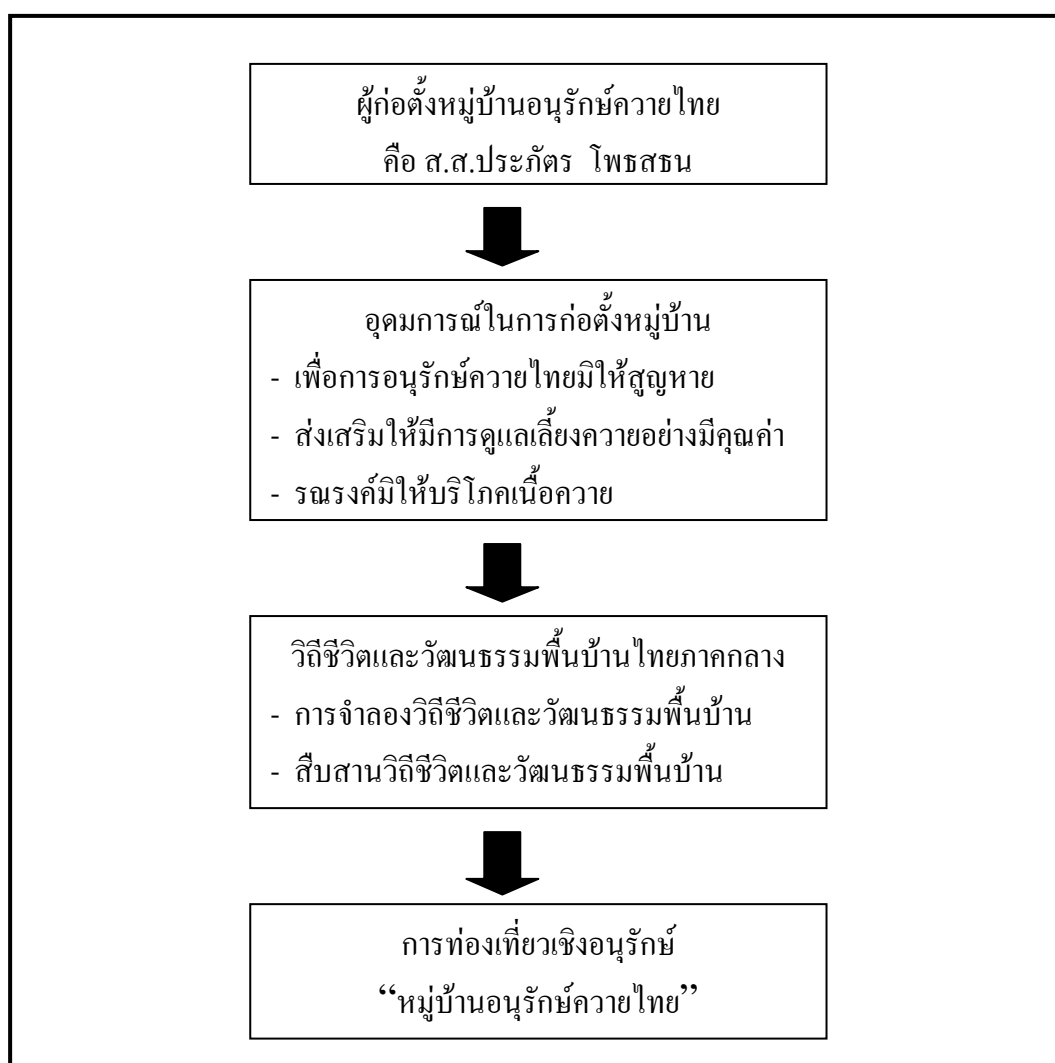 ผู้ก่อตั้งหมู่บ้านอนุรักษ์ควายไทย
คือ ส.ส.ประภัตร โพธสธน
อุดมการณ์ในการก่อตั้งหมู่บ้าน
- เพื่อการอนุรักษ์ควายไทยมิให้สูญหาย
- ส่งเสริมให้มีการดูแลเลี้ยงควายอย่างมีคุณค่า
- รณรงค์มิให้บริโภคเนื้อควาย
วิถีชีวิตและวัฒนธรรมพื้นบ้านไทยภาคกลาง
- การจำลองวิถีชีวิตและวัฒนธรรมพื้นบ้าน
- สืบสานวิถีชีวิตและวัฒนธรรมพื้นบ้าน
การท่องเที่ยวเชิงอนุรักษ์
“หมู่บ้านอนุรักษ์ควายไทย”